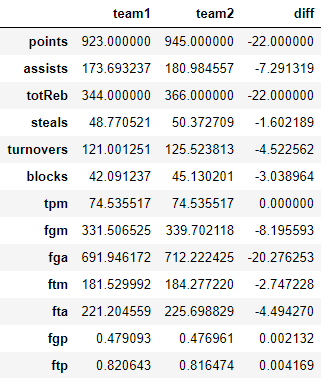 team1 team2 diff
points 923.000000 945.000000 -22.000000
assists 173.693237 180.984557 -7.291319
totReb 344.000000 366.000000 -22.000000
steals 48.770521 50.372709 -1.602189
turnovers 121.001251 125.523813 -4.522562
blocks 42.091237 45.130201 -3.038964
tpm 74.535517 74.535517 0.000000
fgm 331.506525 339.702118 -8.195593
fga 691.946172 712.222425 -20.276253
ftm 181.529992 184.277220 -2.747228
fta 221.204559 225.698829 -4.494270
fgp 0.479093 0.476961 0.002132
ftp 0.820643 0.816474 0.004169